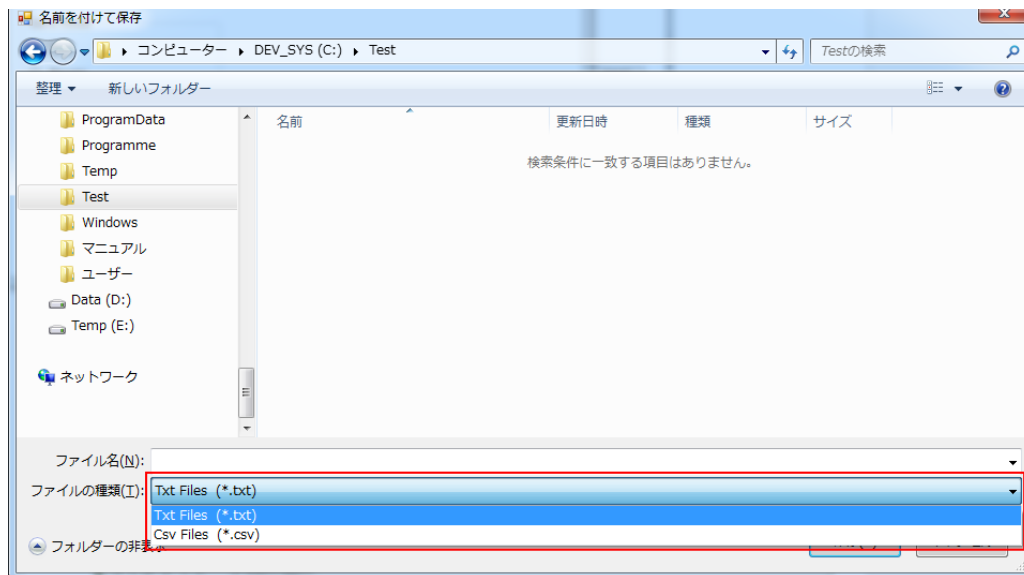 名前を付けて保存
コンピューター DEV_SYS (C:) Test Testの検索
整理 新しいフォルダー
ProgramData
Programme
Temp
Test
Windows
マニュアル
ユーザー
Data (D:)
Temp (E:)
ネットワーク
名前 更新日時 種類 サイズ
検索条件に一致する項目はありません。
ファイル名(N):
ファイルの種類(T): Txt Files (*.txt)
Txt Files (*.txt)
Csv Files (*.csv)
フォルダーの非表示